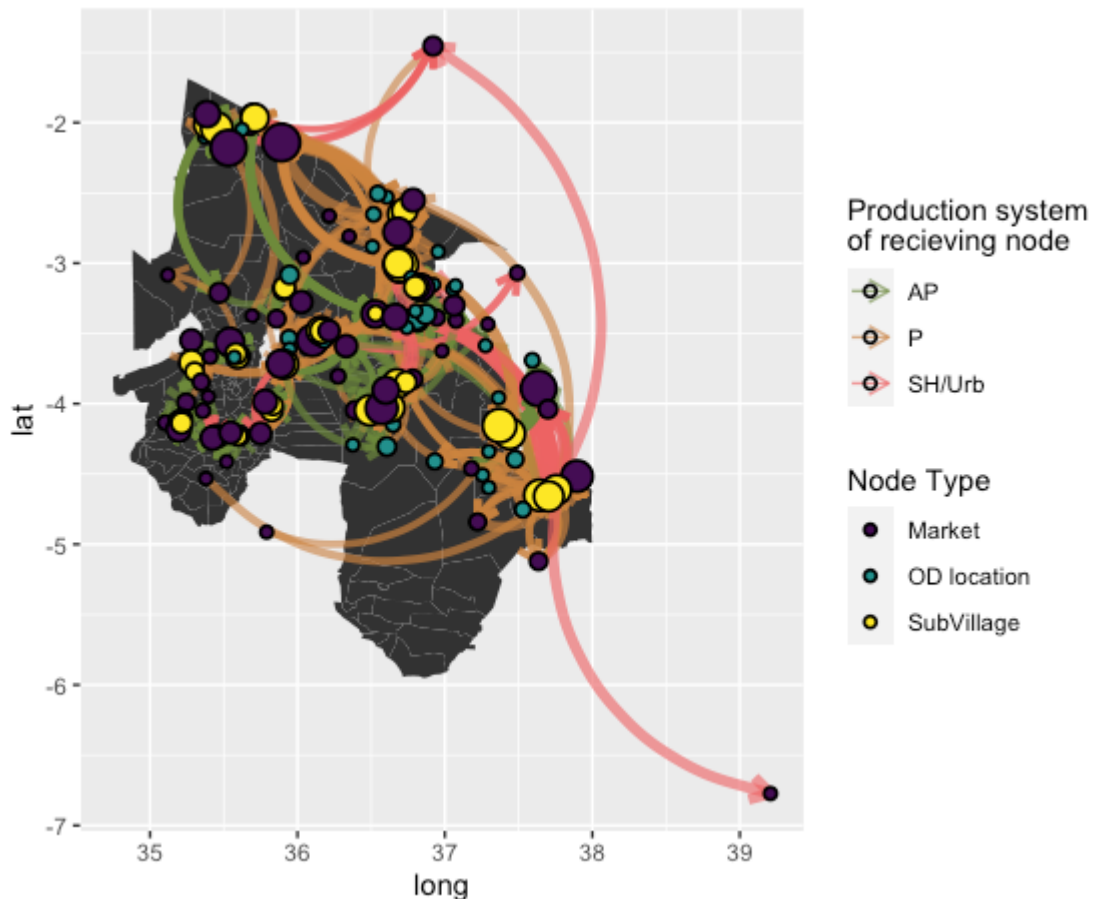 -2
-3
-4
-5
-6
-7
lat
35
36
37
38
39
long
Production system
of recieving node
AP
P
SH/Urb
Node Type
Market
OD location
SubVillage